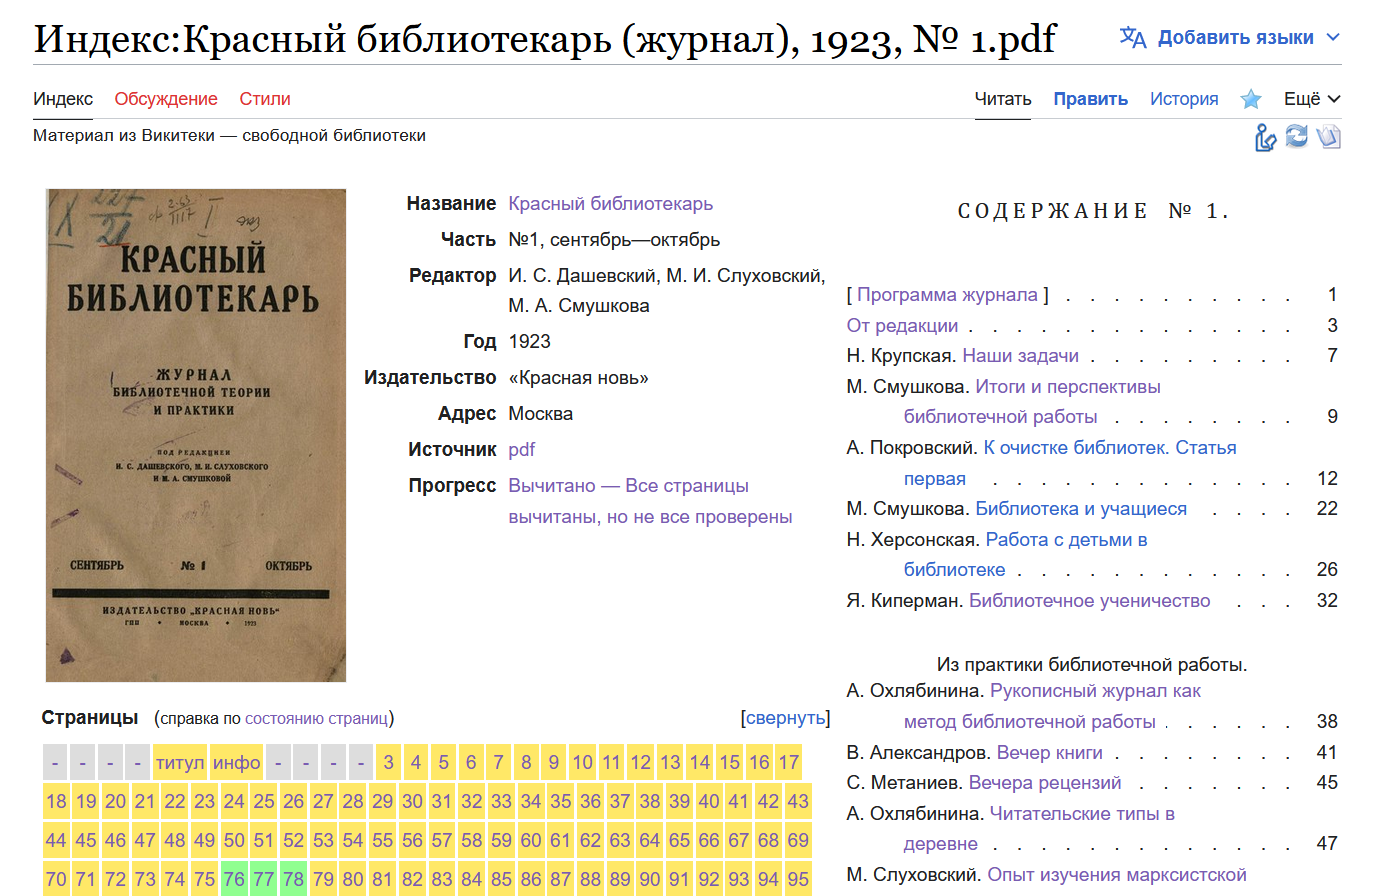 Индекс:Красный библиотекарь (журнал), 1923, № 1.pdf
Добавить языки
Индекс Обсуждение Стили
Читать Править История Ещё
Материал из Викитеки — свободной библиотеки
КРАСНЫЙ
БИБЛИОТЕКАРЬ
ЖУРНАЛ
БИБЛИОТЕЧНОЙ ТЕОРИИ
И ПРАКТИКИ
ПОД РЕДАКЦИЕЙ
И. С. ДАШЕВСКОГО, М. И. СЛУХОВСКОГО
И М. А. СМУШКОВОЙ
СЕНТЯБРЬ № 1 ОКТЯБРЬ
ИЗДАТЕЛЬСТВО „КРАСНАЯ НОВЬ“
ГПП • МОСКВА • 1923
Название Красный библиотекарь
Часть №1, сентябрь—октябрь
Редактор И. С. Дашевский, М. И. Слуховский,
М. А. Смушкова
Год 1923
Издательство «Красная новь»
Адрес Москва
Источник pdf
Прогресс Вычитано — Все страницы
вычитаны, но не все проверены
Страницы (справка по состоянию страниц) [свернуть]
- - - - титул инфо - - - - 3 4 5 6 7 8 9 10 11 12 13 14 15 16 17
18 19 20 21 22 23 24 25 26 27 28 29 30 31 32 33 34 35 36 37 38 39 40 41 42 43
44 45 46 47 48 49 50 51 52 53 54 55 56 57 58 59 60 61 62 63 64 65 66 67 68 69
70 71 72 73 74 75 76 77 78 79 80 81 82 83 84 85 86 87 88 89 90 91 92 93 94 95
СОДЕРЖАНИЕ № 1.
[ Программа журнала ] . . . . . . . . . . 1
От редакции . . . . . . . . . . . . . . 3
Н. Крупская. Наши задачи . . . . . . . . . 7
М. Смушкова. Итоги и перспективы
библиотечной работы . . . . . . . . 9
А. Покровский. К очистке библиотек. Статья
первая . . . . . . . . . . . . . 12
М. Смушкова. Библиотека и учащиеся . . . . 22
Н. Херсонская. Работа с детьми в
библиотеке . . . . . . . . . . . . 26
Я. Киперман. Библиотечное ученичество . . . 32
Из практики библиотечной работы.
А. Охлябинина. Рукописный журнал как
метод библиотечной работы . . . . . . 38
В. Александров. Вечер книги . . . . . . . . 41
С. Метаниев. Вечера рецензий . . . . . . . 45
А. Охлябинина. Читательские типы в
деревне . . . . . . . . . . . . . 47
М. Слуховский. Опыт изучения марксистской